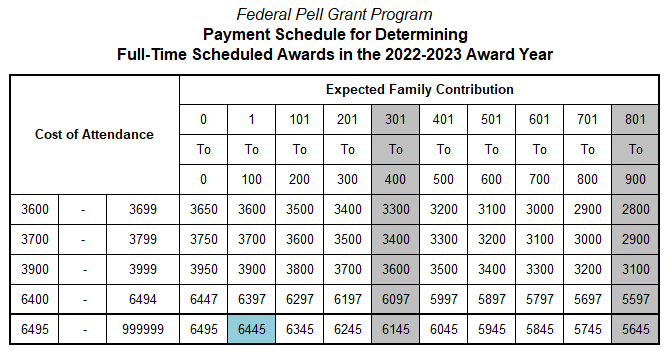 Federal Pell Grant Program
Payment Schedule for Determining
Full-Time Scheduled Awards in the 2022-2023 Award Year
Cost of Attendance
Expected Family Contribution
0 1 101 201 301 401 501 601 701 801
To To To To To To To To To To
0 100 200 300 400 500 600 700 800 900
3600 - 3699 3650 3600 3500 3400 3300 3200 3100 3000 2900 2800
3700 - 3799 3750 3700 3600 3500 3400 3300 3200 3100 3000 2900
3900 - 3999 3950 3900 3800 3700 3600 3500 3400 3300 3200 3100
6400 - 6494 6447 6397 6297 6197 6097 5997 5897 5797 5697 5597
6495 - 999999 6495 6445 6345 6245 6145 6045 5945 5845 5745 5645